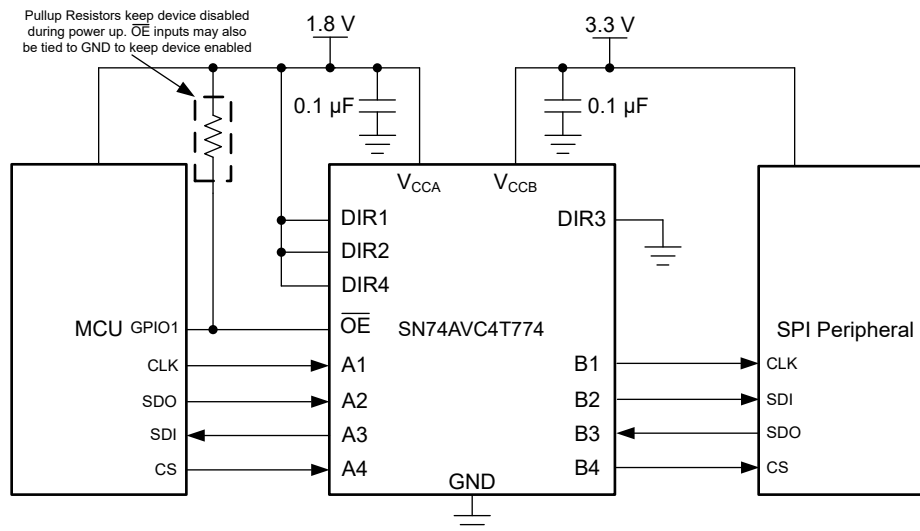 Pullup Resistors keep device disabled
during power up. OE inputs may also
be tied to GND to keep device enabled
1.8 V
3.3 V
0.1 µF
0.1 µF
VCCA
VCCB
DIR1
DIR3
DIR2
DIR4
MCU GPIO1
OE
SN74AVC4T774
SPI Peripheral
CLK
A1
B1
CLK
SDO
A2
B2
SDI
SDI
A3
B3
SDO
CS
A4
B4
CS
GND